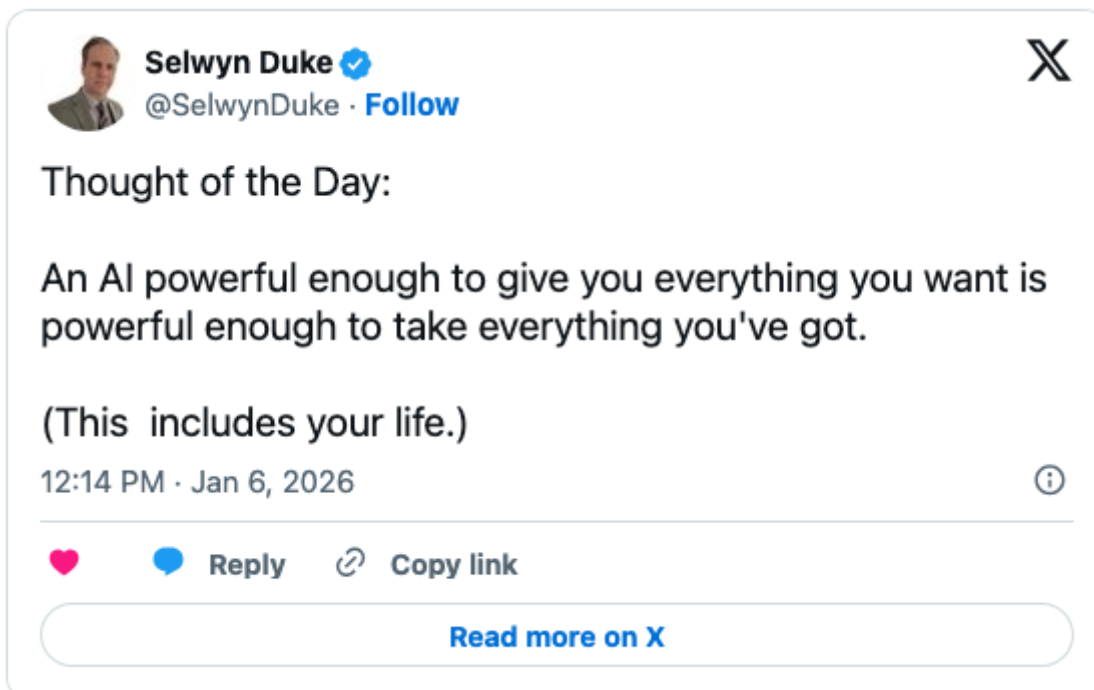 Selwyn Duke
@SelwynDuke · Follow
Thought of the Day:
An AI powerful enough to give you everything you want is
powerful enough to take everything you've got.
(This  includes your life.)
12:14 PM · Jan 6, 2026
Reply Copy link
Read more on X